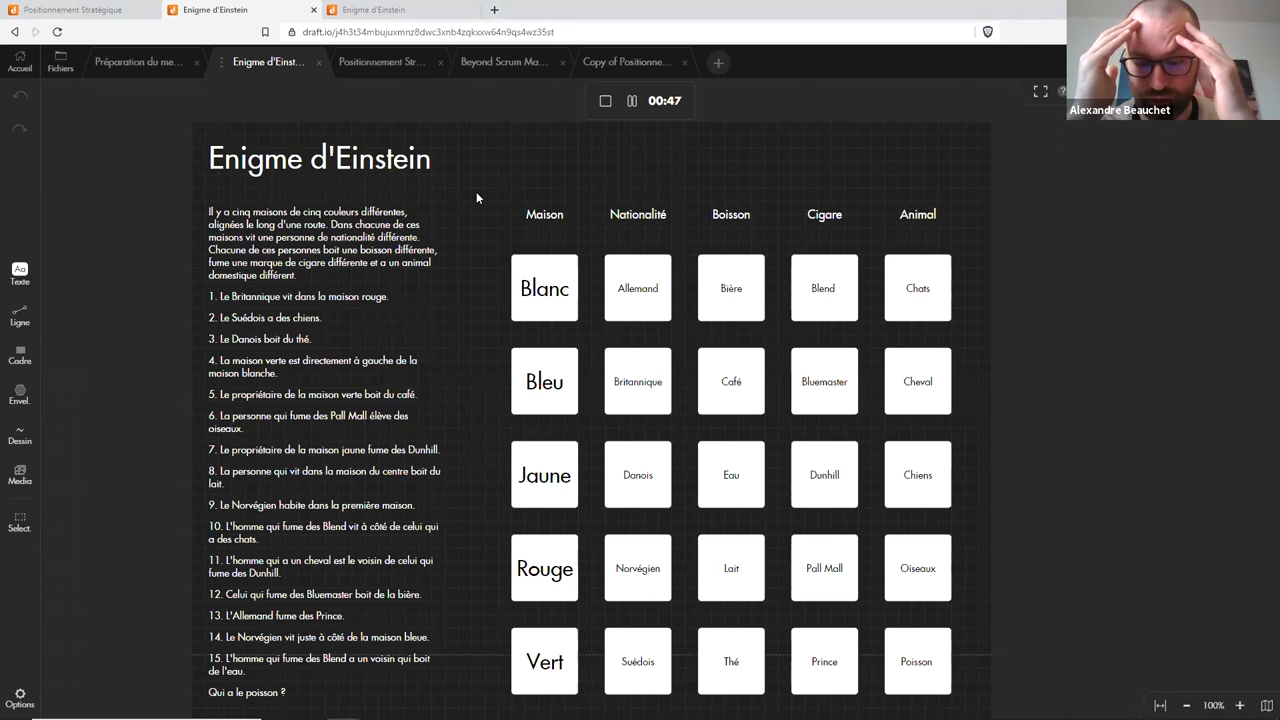 Positionnement Stratégique
Enigme d'Einstein
Enigme d'Einstein
draft.io/j4h3t34mbujuxmnz8dwc3xnb4zqkxxw64n9qs4wz35st
Accueil
Fichiers
Préparation du me...
Enigme d'Einst...
Positionnement Str...
Beyond Scrum Ma...
Copy of Positionne...
00:47
Alexandre Beauchet
Enigme d'Einstein
Il y a cinq maisons de cinq couleurs différentes,
alignées le long d'une route. Dans chacune de ces
maisons vit une personne de nationalité différente.
Chacune de ces personnes boit une boisson différente,
fume une marque de cigare différente et a un animal
domestique différent.
1. Le Britannique vit dans la maison rouge.
2. Le Suédois a des chiens.
3. Le Danois boit du thé.
4. La maison verte est directement à gauche de la
maison blanche.
5. Le propriétaire de la maison verte boit du café.
6. La personne qui fume des Pall Mall élève des
oiseaux.
7. Le propriétaire de la maison jaune fume des Dunhill.
8. La personne qui vit dans la maison du centre boit du
lait.
9. Le Norvégien habite dans la première maison.
10. L'homme qui fume des Blend vit à côté de celui qui
a des chats.
11. L'homme qui a un cheval est le voisin de celui qui
fume des Dunhill.
12. Celui qui fume des Bluemaster boit de la bière.
13. L'Allemand fume des Prince.
14. Le Norvégien vit juste à côté de la maison bleue.
15. L'homme qui fume des Blend a un voisin qui boit
de l'eau.
Qui a le poisson ?
Maison Nationalité Boisson Cigare Animal
Blanc Allemand Bière Blend Chats
Bleu Britannique Café Bluemaster Cheval
Jaune Danois Eau Dunhill Chiens
Rouge Norvégien Lait Pall Mall Oiseaux
Vert Suédois Thé Prince Poisson
Aa
Texte
Ligne
Cadre
Envel.
Dessin
Média
Select.
Options
100%